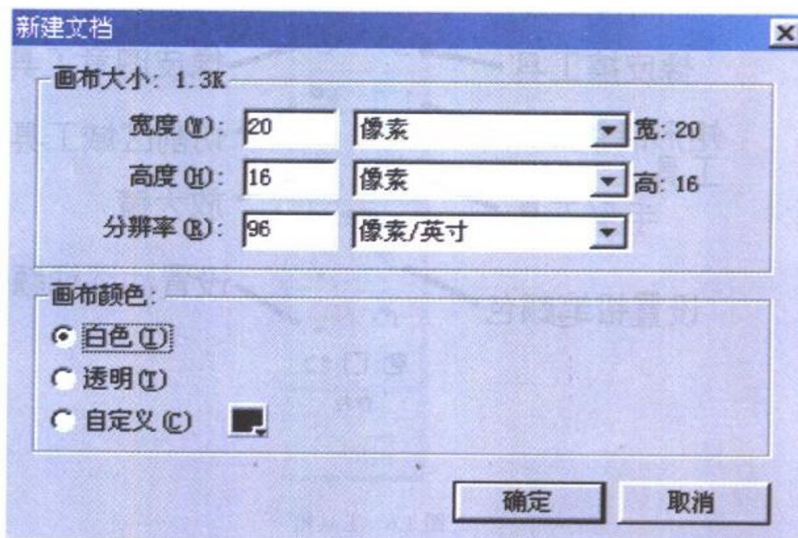 新建文档
画布大小: 1.3K
宽度(W): 20 像素 宽: 20
高度(H): 16 像素 高: 16
分辨率(R): 96 像素/英寸
画布颜色:
白色(I)
透明(T)
自定义(C)
确定 取消